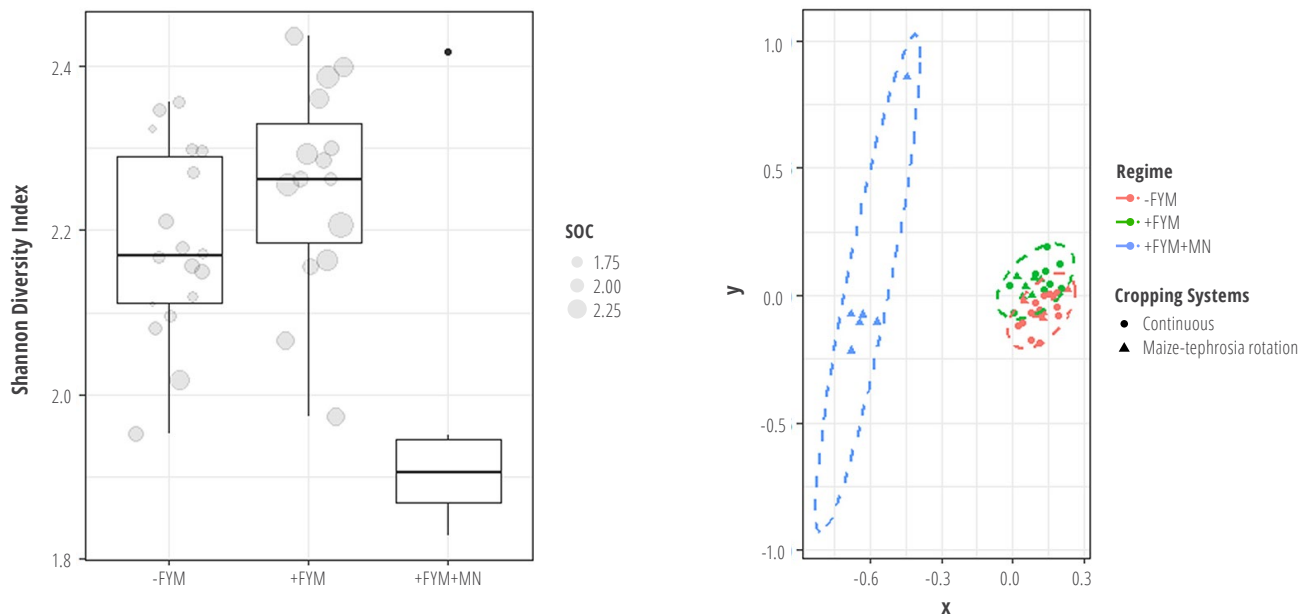 Shannon Diversity Index
2.4
2.2
2.0
1.8
-FYM
+FYM
+FYM+MN
SOC
1.75
2.00
2.25
y
1.0
0.5
0.0
-0.5
-1.0
-0.6
-0.3
0.0
0.3
x
Regime
-FYM
+FYM
+FYM+MN
Cropping Systems
Continuous
Maize-tephrosia rotation